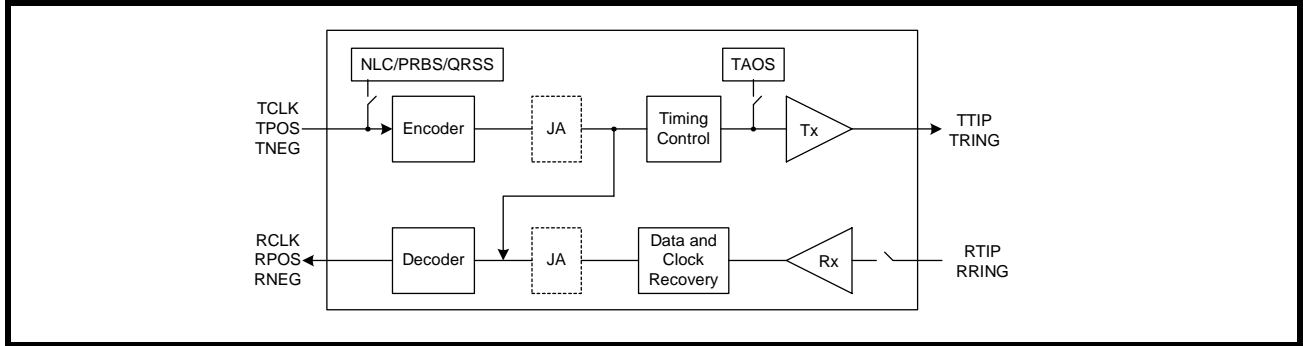 NLC/PRBS/QRSS
TAOS
TCLK
TPOS
TNEG
Encoder
JA
Timing
Control
Tx
TTIP
TRING
RCLK
RPOS
RNEG
Decoder
JA
Data and
Clock
Recovery
Rx
RTIP
RRING